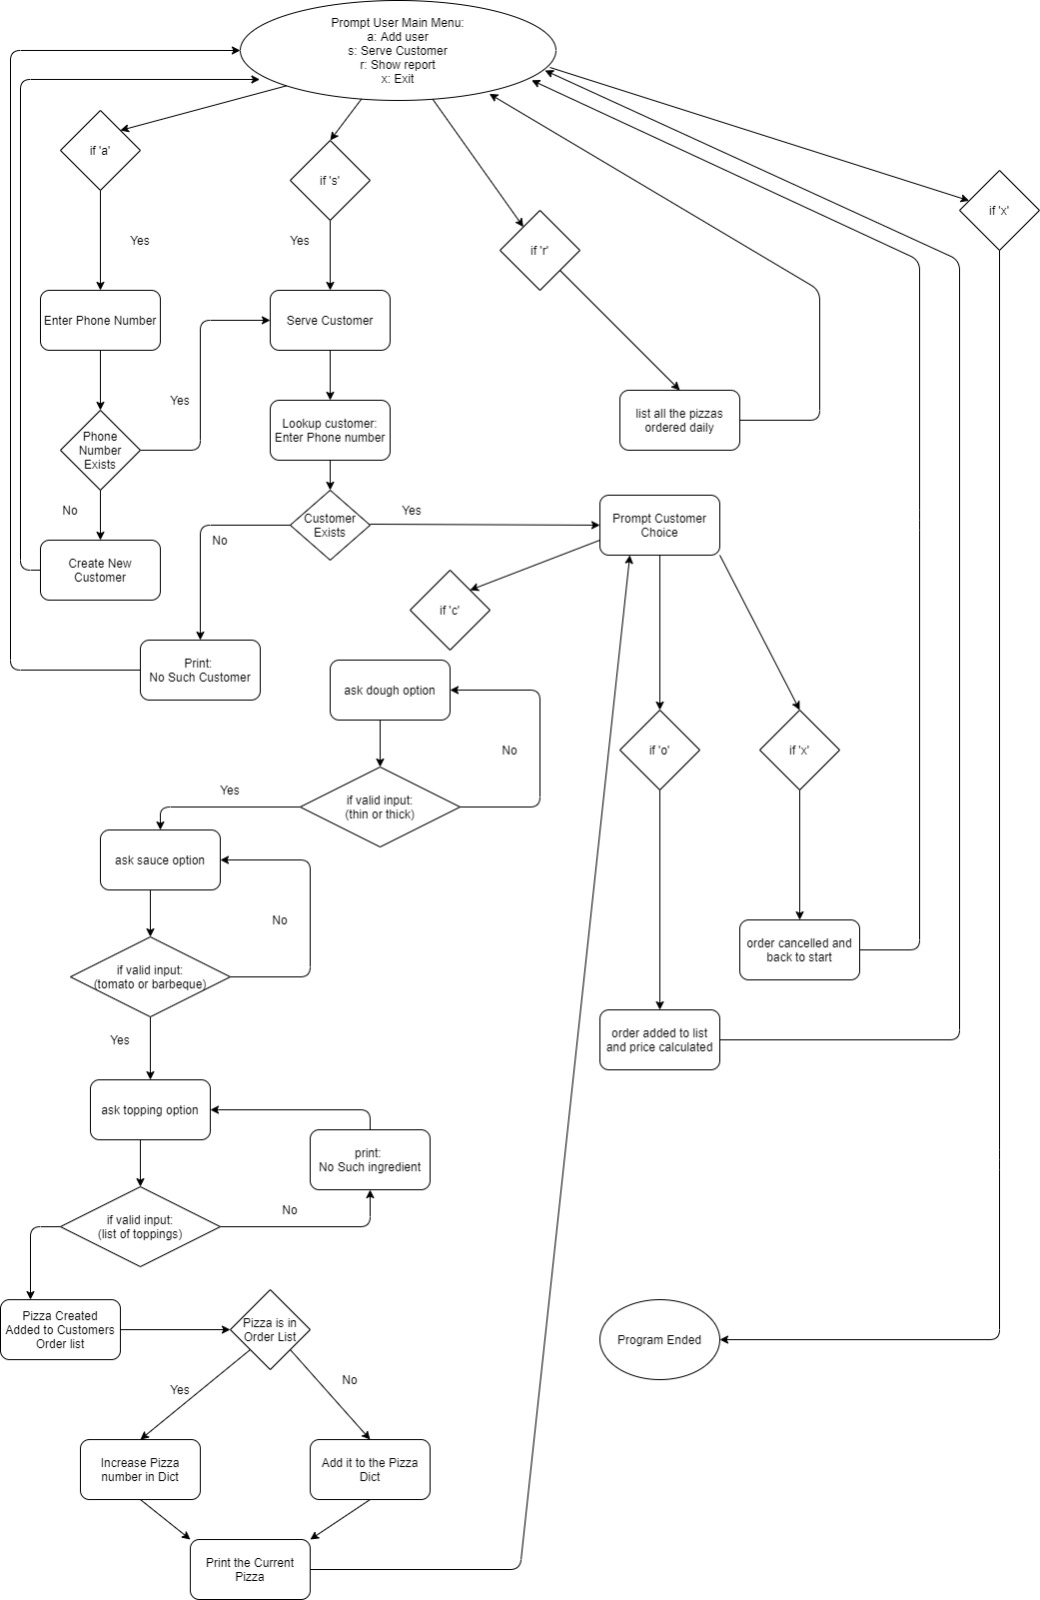 Prompt User Main Menu:
a: Add user
s: Serve Customer
r: Show report
x: Exit
if 'a'
if 's'
if 'r'
if 'x'
Yes
Yes
Enter Phone Number
Serve Customer
Yes
Lookup customer:
Enter Phone number
list all the pizzas
ordered daily
Phone
Number
Exists
No
Customer
Exists
Yes
No
Prompt Customer
Choice
Create New
Customer
if 'c'
Print:
No Such Customer
ask dough option
No
if 'o'
if 'x'
Yes
if valid input:
(thin or thick)
ask sauce option
No
order cancelled and
back to start
if valid input:
(tomato or barbeque)
Yes
order added to list
and price calculated
ask topping option
print:
No Such ingredient
No
if valid input:
(list of toppings)
Pizza Created
Added to Customers
Order list
Pizza is in
Order List
Program Ended
Yes
No
Increase Pizza
number in Dict
Add it to the Pizza
Dict
Print the Current
Pizza